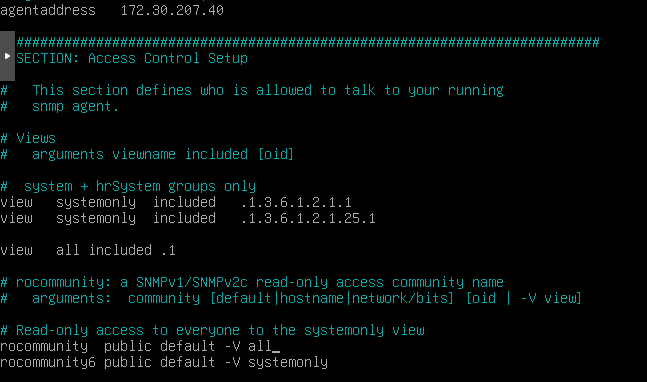 agentaddress   172.30.207.40
###########################################################################
SECTION: Access Control Setup
#   This section defines who is allowed to talk to your running
#   snmp agent.
# Views
#   arguments viewname included [oid]
#  system + hrSystem groups only
view   systemonly  included   .1.3.6.1.2.1.1
view   systemonly  included   .1.3.6.1.2.1.25.1
view   all included .1
# rocommunity: a SNMPv1/SNMPv2c read-only access community name
#   arguments:  community [default|hostname|network/bits] [oid | -V view]
# Read-only access to everyone to the systemonly view
rocommunity  public default -V all
rocommunity6 public default -V systemonly